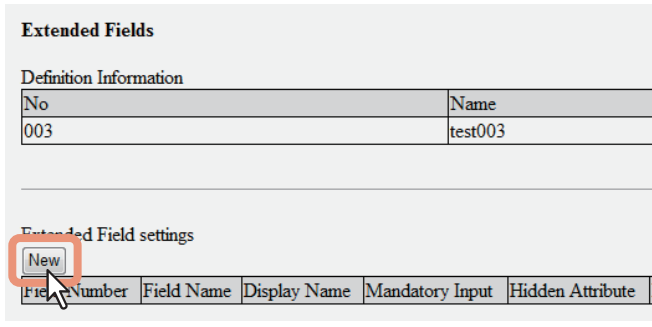 Extended Fields
Definition Information
No Name
003 test003
Extended Field settings
New
Field Number Field Name Display Name Mandatory Input Hidden Attribute